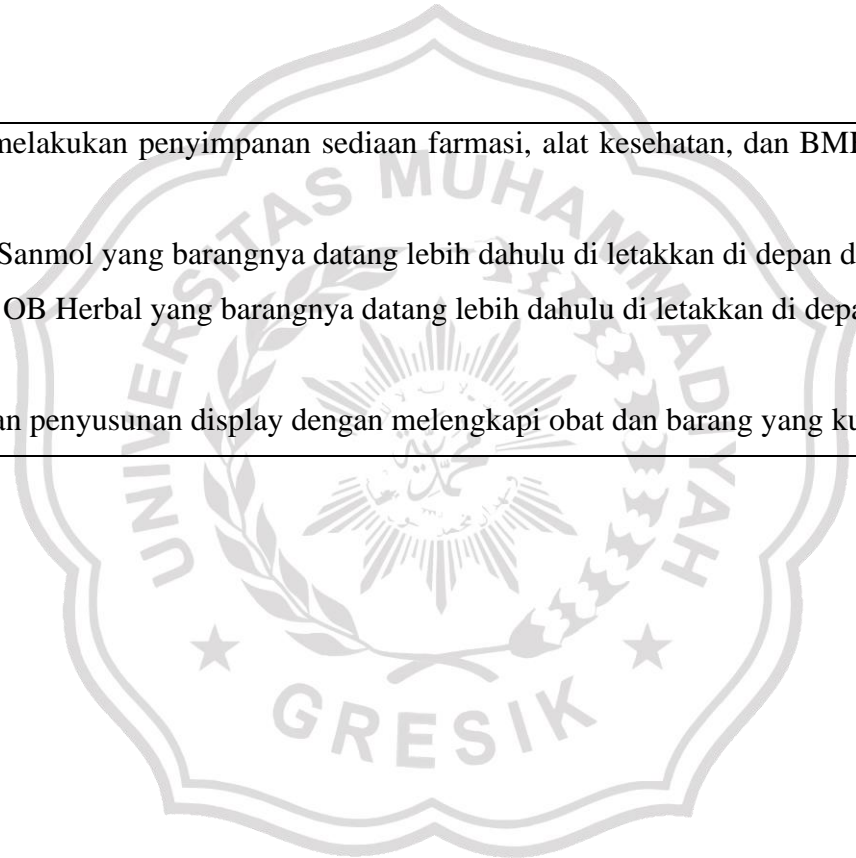 melakukan penyimpanan sediaan farmasi, alat kesehatan, dan BMH
Sanmol yang barangnya datang lebih dahulu di letakkan di depan d
OB Herbal yang barangnya datang lebih dahulu di letakkan di depa
an penyusunan display dengan melengkapi obat dan barang yang ku
UNIVERSITAS MUHAMMADIYAH
GRESIK